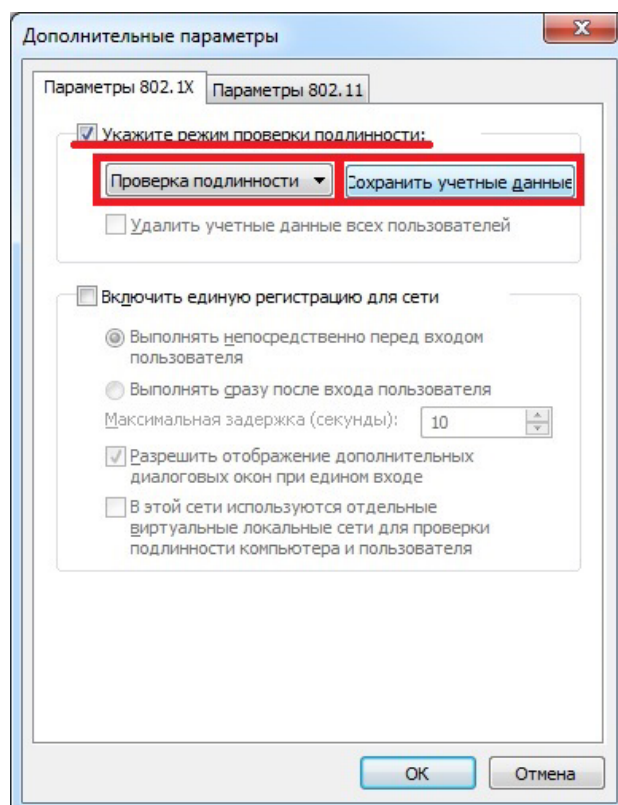 Дополнительные параметры
Параметры 802.1X Параметры 802.11
Укажите режим проверки подлинности:
Проверка подлинности Сохранить учетные данные
Удалить учетные данные всех пользователей
Включить единую регистрацию для сети
Выполнять непосредственно перед входом
пользователя
Выполнять сразу после входа пользователя
Максимальная задержка (секунды): 10
Разрешить отображение дополнительных
диалоговых окон при едином входе
В этой сети используются отдельные
виртуальные локальные сети для проверки
подлинности компьютера и пользователя
ОК Отмена